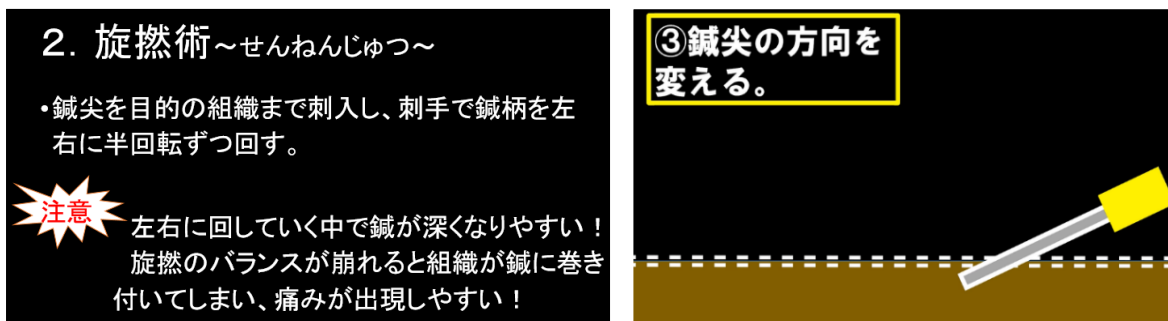 2. 旋撚術～せんねんじゅつ～
・鍼尖を目的の組織まで刺入し、刺手で鍼柄を左
右に半回転ずつ回す。
注意
左右に回していく中で鍼が深くなりやすい！
旋撚のバランスが崩れると組織が鍼に巻き
付いてしまい、痛みが出現しやすい！
③鍼尖の方向を
変える。